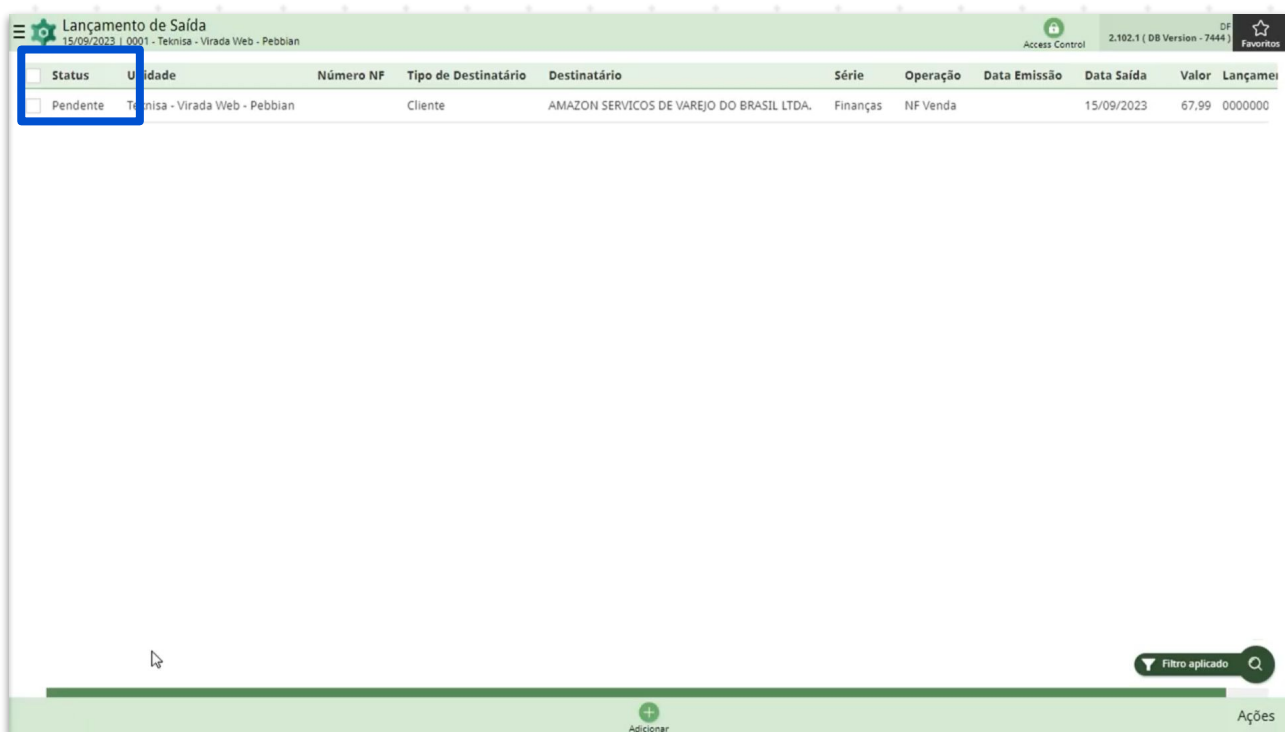 Lançamento de Saída
15/09/2023 | 0001 - Teknisa - Virada Web - Pebbian
Access Control
DF
2.102.1 ( DB Version - 7444 )
Favoritos
Status Unidade Número NF Tipo de Destinatário Destinatário Série Operação Data Emissão Data Saída Valor Lançamen
Pendente Teknisa - Virada Web - Pebbian Cliente AMAZON SERVICOS DE VAREJO DO BRASIL LTDA. Finanças NF Venda 15/09/2023 67,99 0000000
Filtro aplicado
Adicionar
Ações